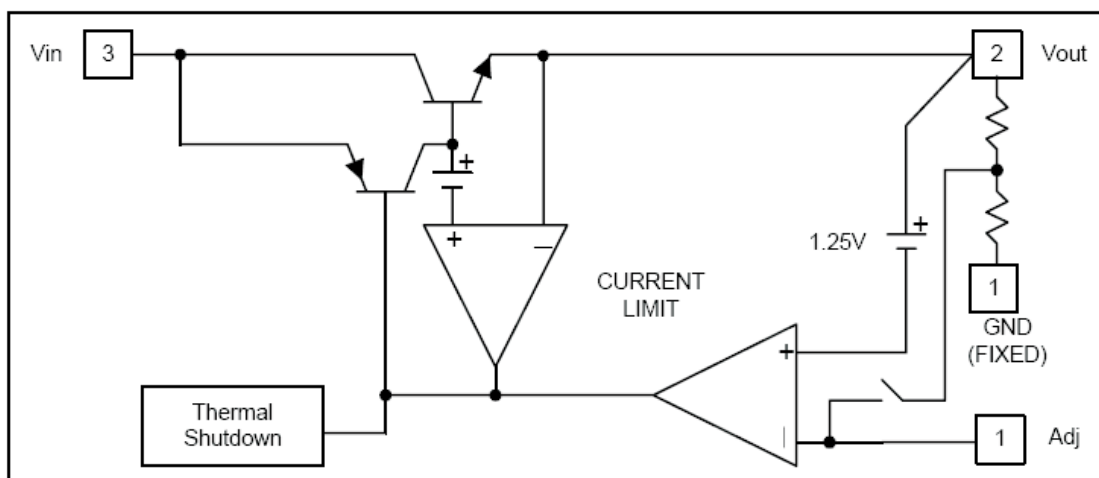 Vin 3
2 Vout
+
+ −
1.25V +
CURRENT
LIMIT
1
GND
(FIXED)
+
Thermal
Shutdown
−
1 Adj